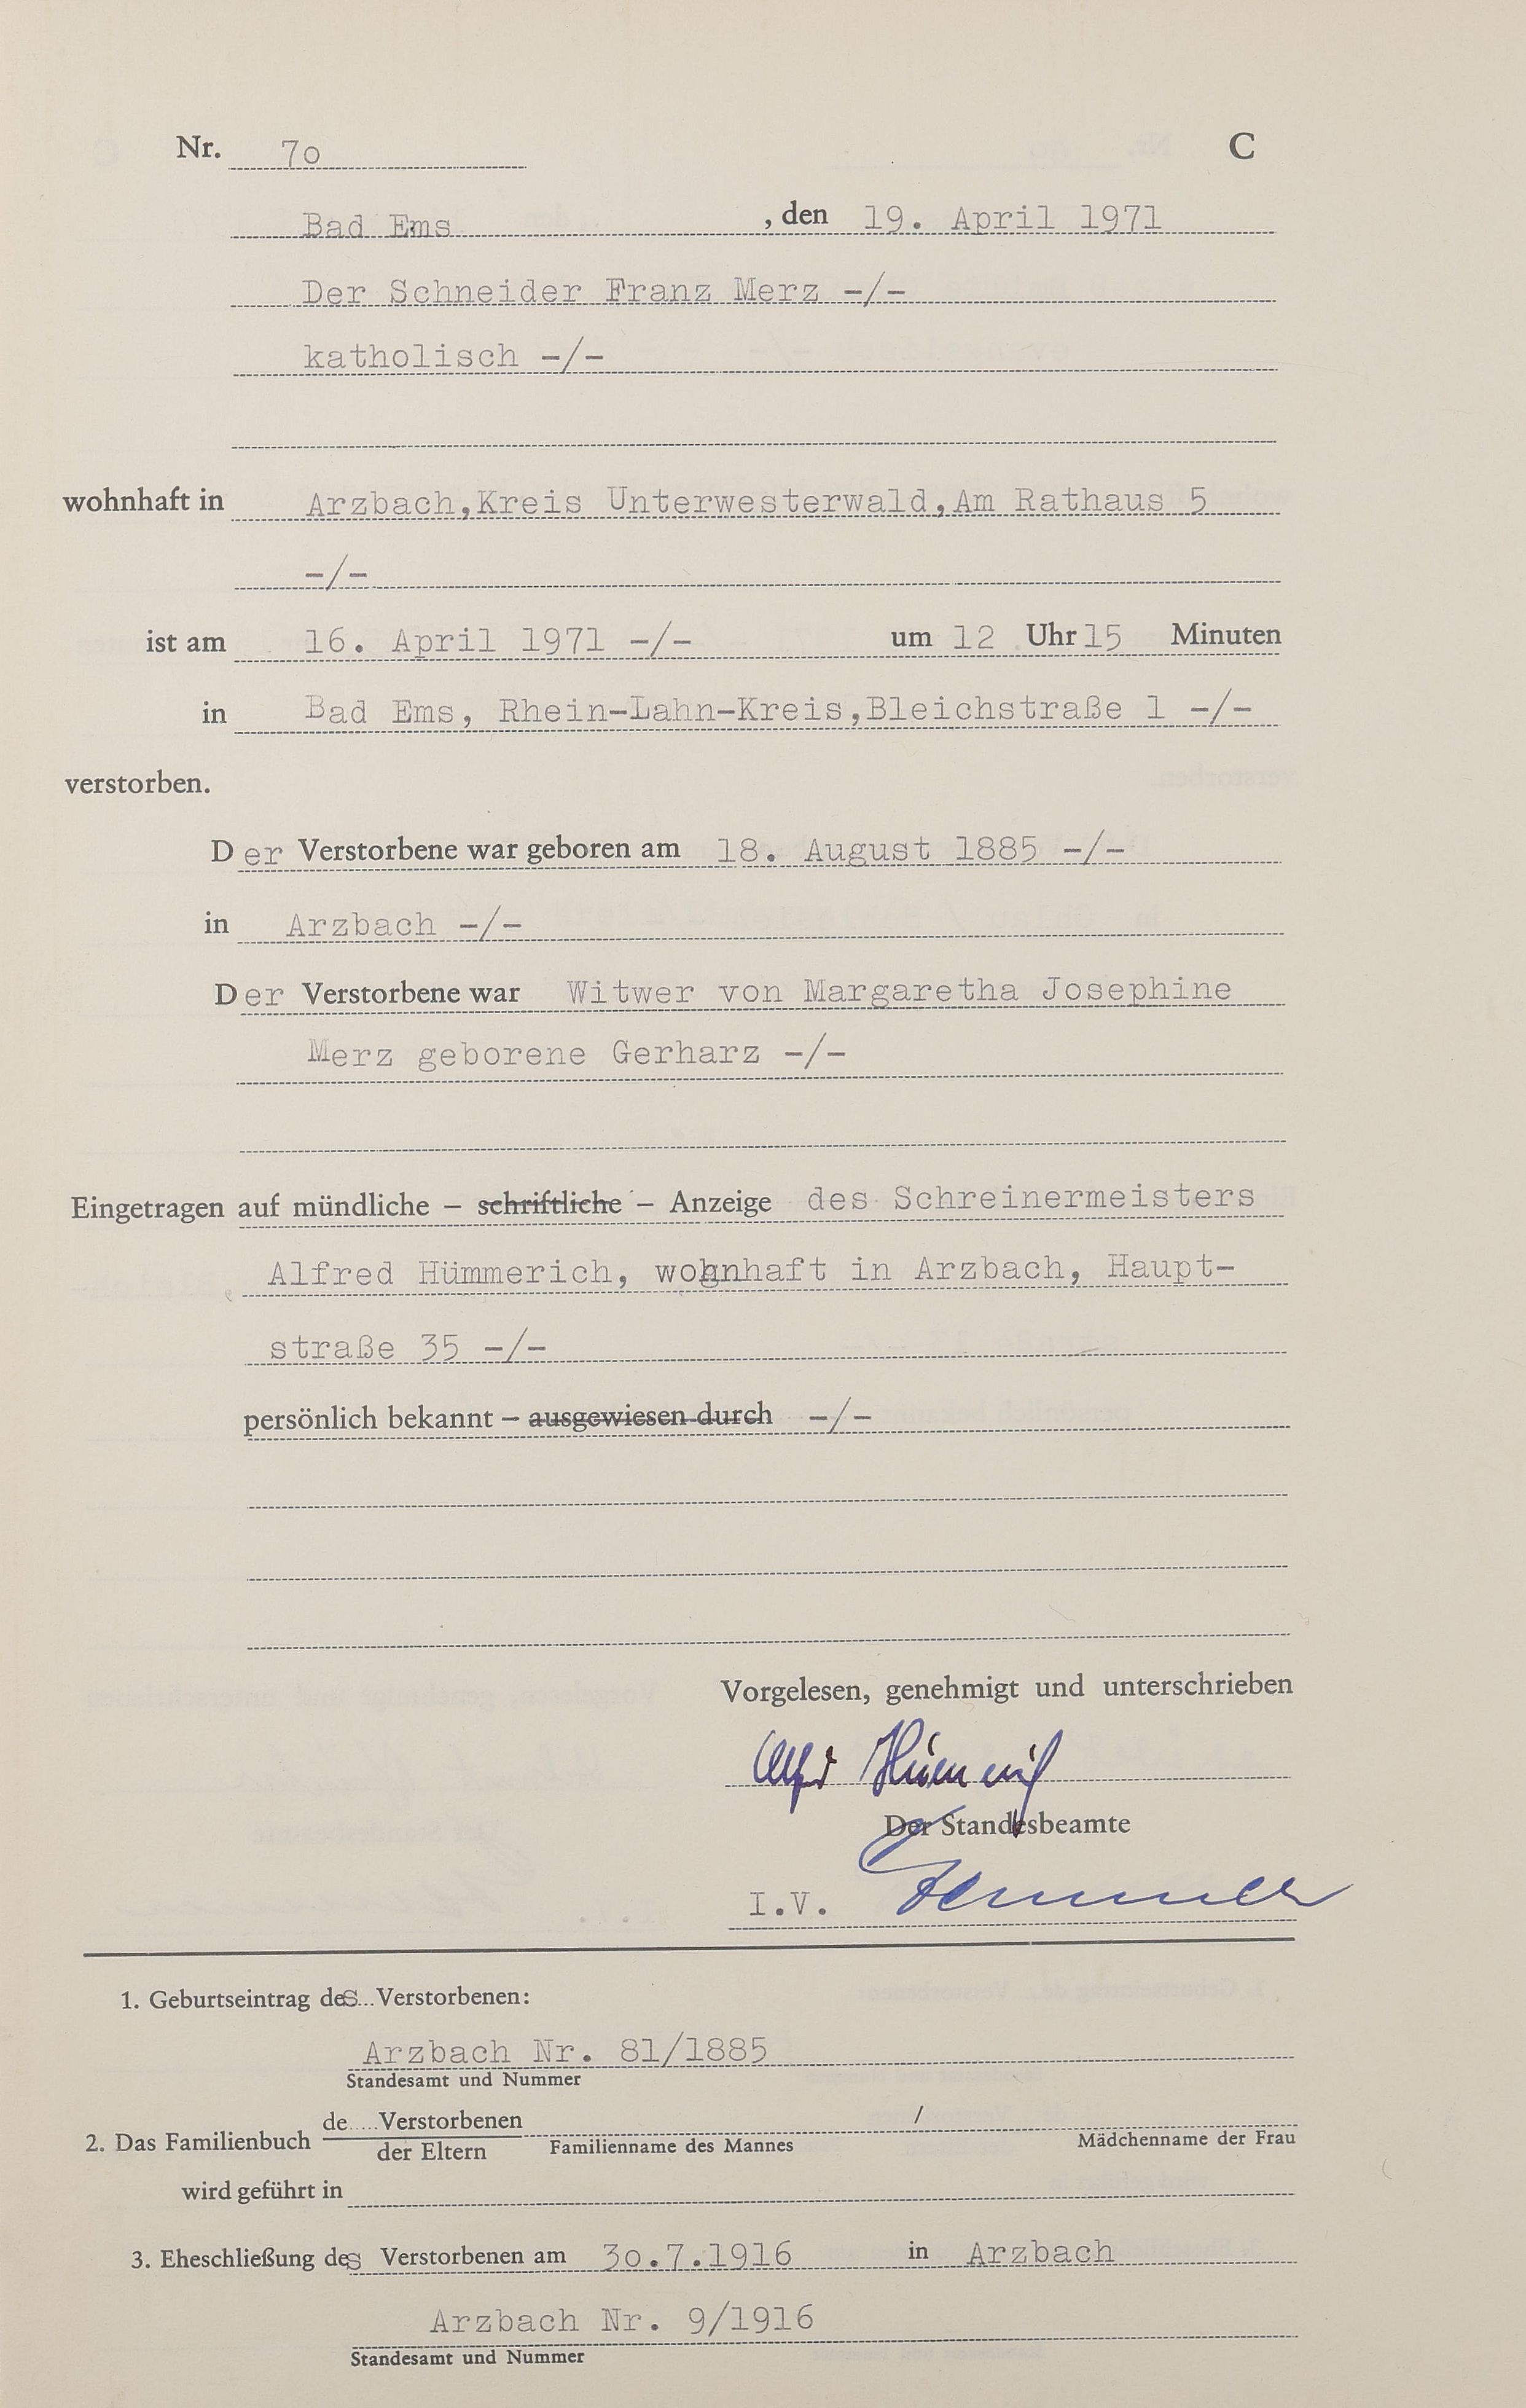 Nr. 7o C
Bad Ems , den 19. April 1971
Der Schneider Franz Merz -/-
katholisch -/-
wohnhaft in Arzbach,Kreis Unterwesterwald,Am Rathaus 5
-/-
ist am 16. April 1971 -/- um 12 Uhr 15 Minuten
in Bad Ems, Rhein-Lahn-Kreis,Bleichstraße 1 -/-
verstorben.
Der Verstorbene war geboren am 18. August 1885 -/-
in Arzbach -/-
Der Verstorbene war Witwer von Margaretha Josephine
Merz geborene Gerharz -/-
Eingetragen auf mündliche – schriftliche – Anzeige des Schreinermeisters
Alfred Hümmerich, wohnhaft in Arzbach, Haupt-
straße 35 -/-
persönlich bekannt – ausgewiesen durch -/-
Vorgelesen, genehmigt und unterschrieben
Alfred Hümmerich
Der Standesbeamte
I.V.
1. Geburtseintrag des Verstorbenen:
Arzbach Nr. 81/1885
Standesamt und Nummer
2. Das Familienbuch de.....Verstorbenen /
der Eltern Familienname des Mannes Mädchenname der Frau
wird geführt in
3. Eheschließung des Verstorbenen am 3o.7.1916 in Arzbach
Arzbach Nr. 9/1916
Standesamt und Nummer